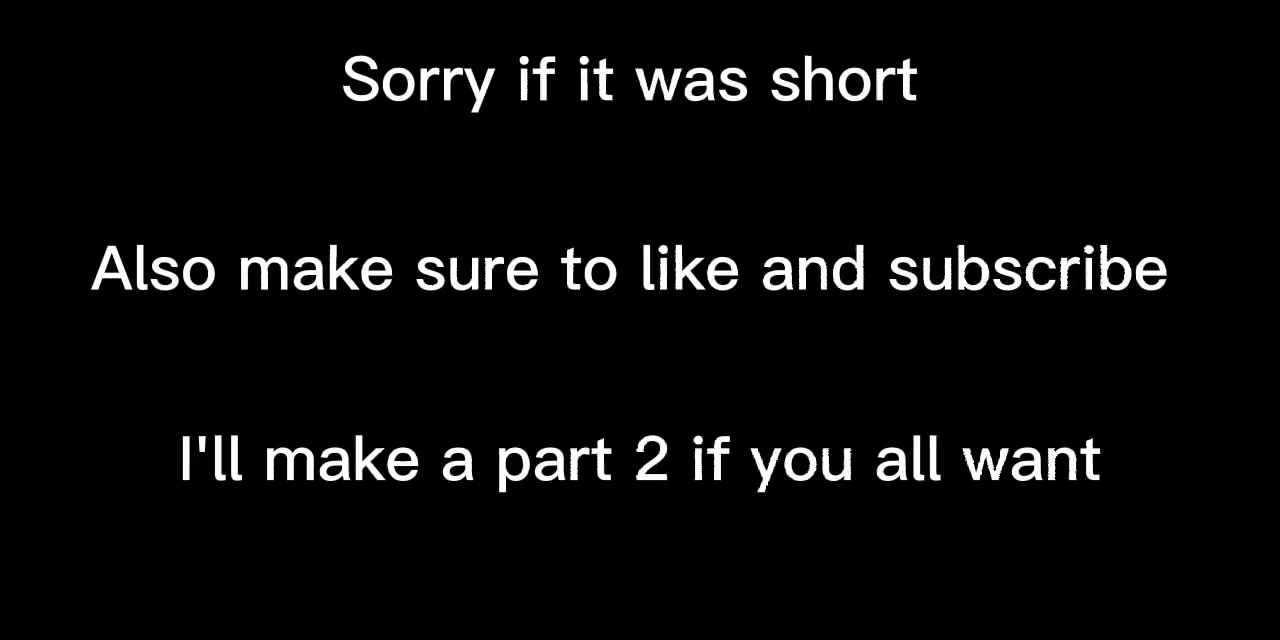 Sorry if it was short
Also make sure to like and subscribe
I'll make a part 2 if you all want